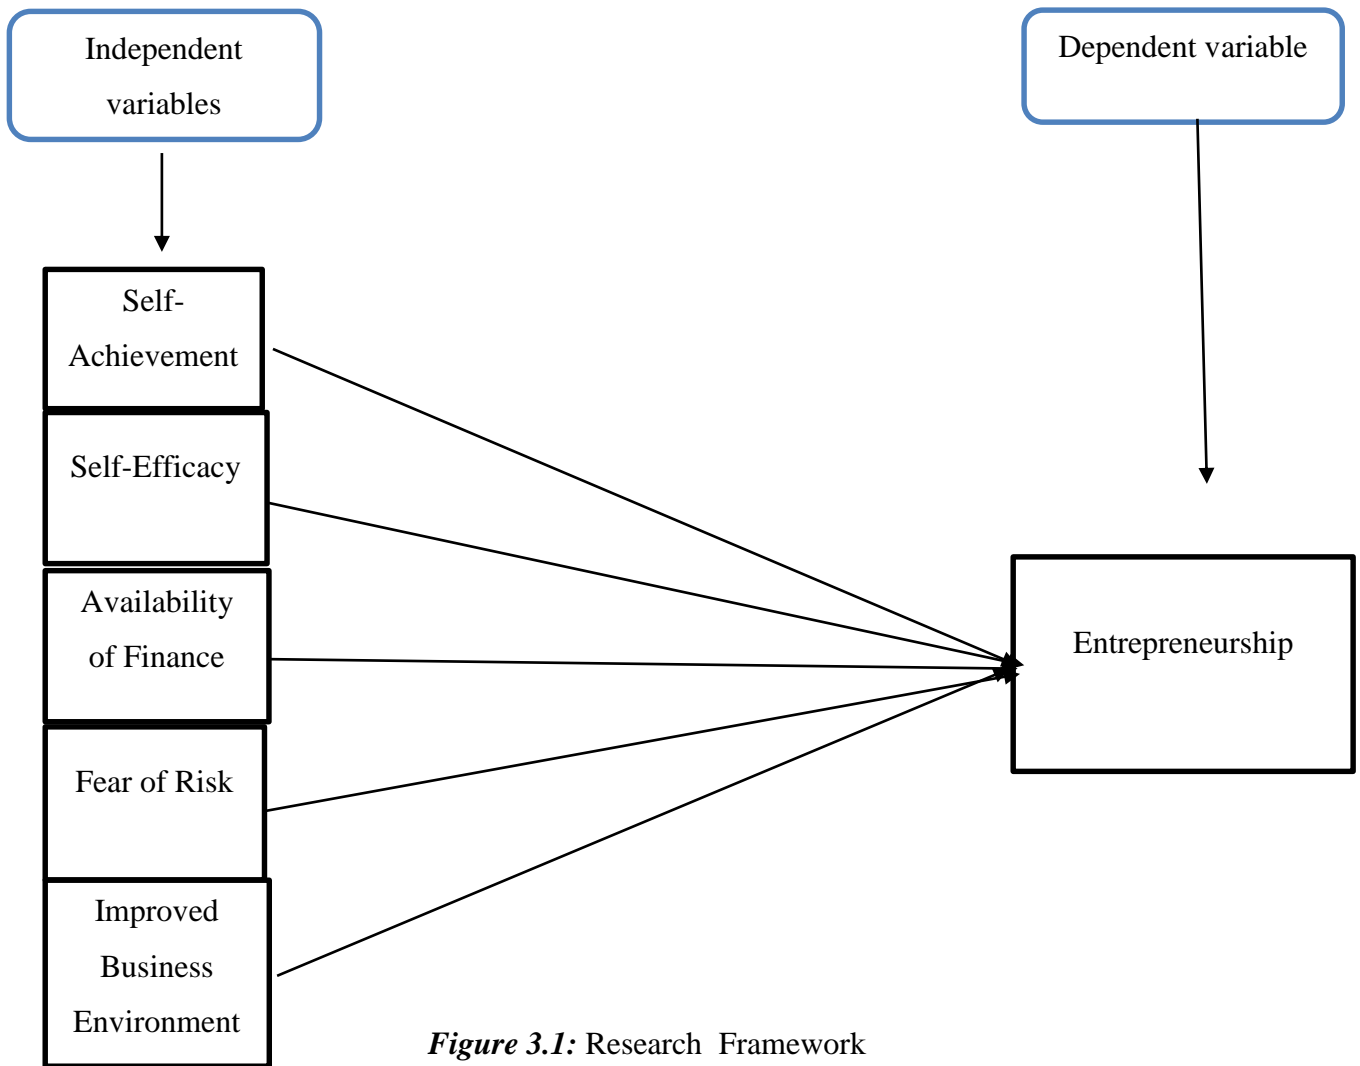 Independent
variables
Dependent variable
Self-
Achievement
Self-Efficacy
Availability
of Finance
Entrepreneurship
Fear of Risk
Improved
Business
Environment
Figure 3.1: Research Framework